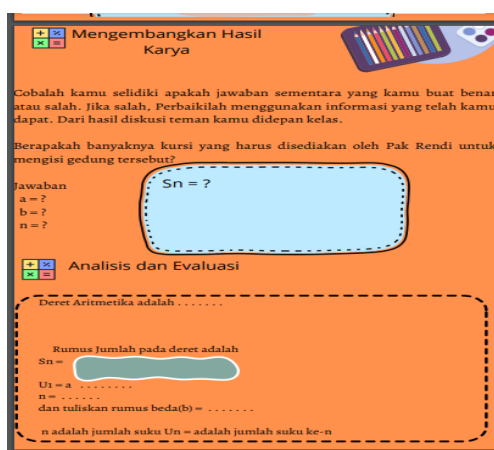 Mengembangkan Hasil
Karya
Cobalah kamu selidiki apakah jawaban sementara yang kamu buat benar
atau salah. Jika salah, Perbaikilah menggunakan informasi yang telah kamu
dapat. Dari hasil diskusi teman kamu didepan kelas.
Berapakah banyaknya kursi yang harus disediakan oleh Pak Rendi untuk
mengisi gedung tersebut?
Jawaban
a = ?
b = ?
n = ?
Sn = ?
Analisis dan Evaluasi
Deret Aritmetika adalah . . . . . . .
Rumus Jumlah pada deret adalah
Sn =
U1 = a . . . . . . . .
n = . . . . . .
dan tuliskan rumus beda(b) = . . . . . . .
n adalah jumlah suku Un = adalah jumlah suku ke-n